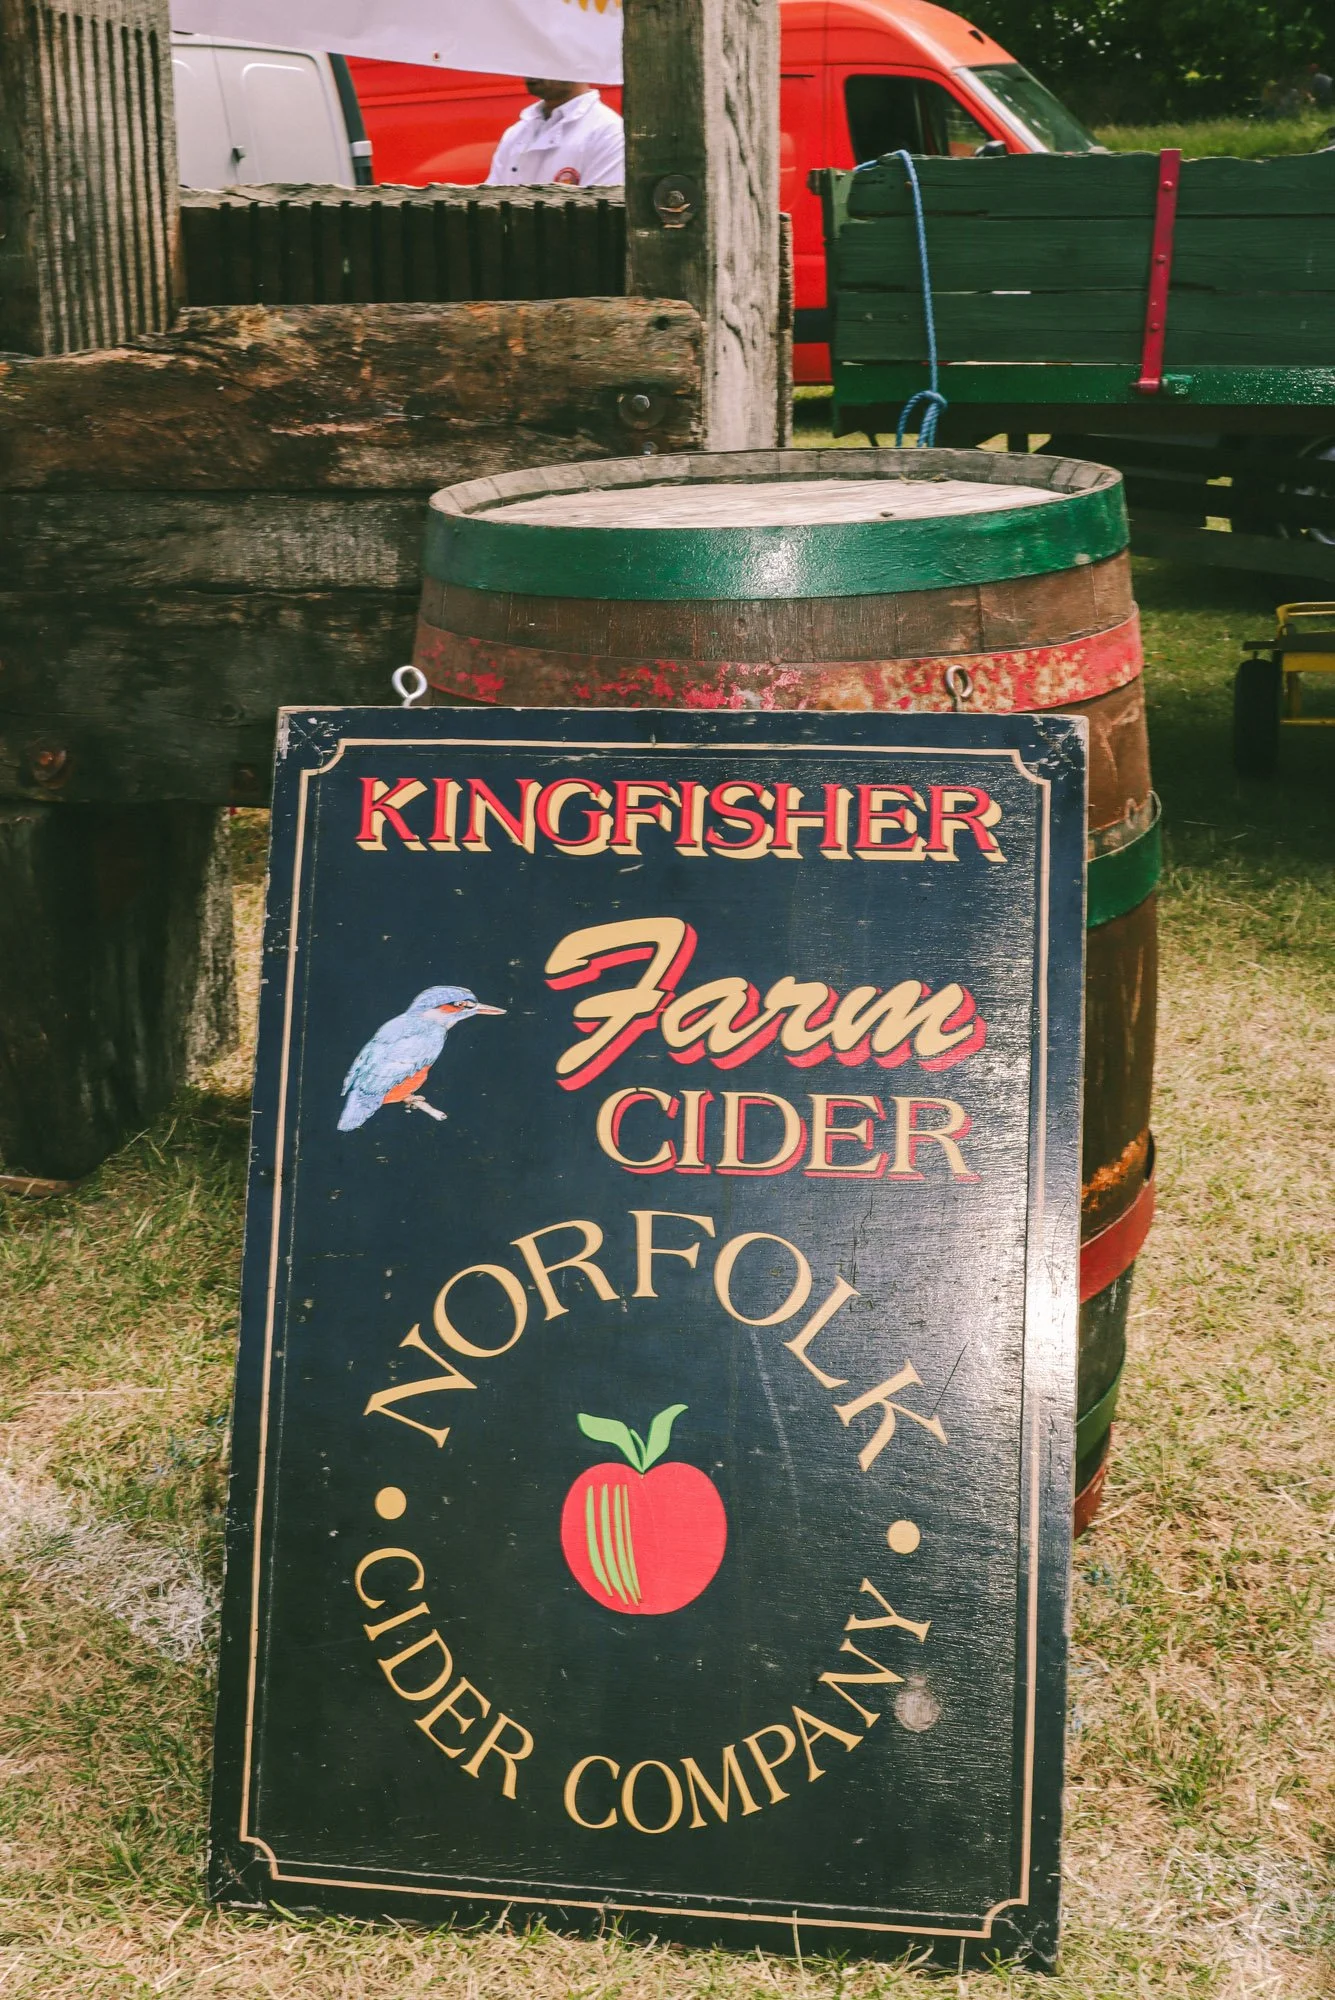 KINGFISHER
Farm
CIDER
NORFOLK
• CIDER COMPANY •